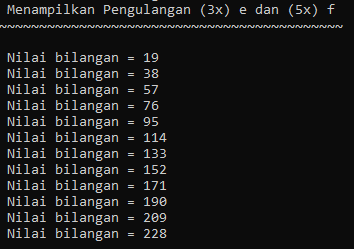 Menampilkan Pengulangan (3x) e dan (5x) f
~~~~~~~~~~~~~~~~~~~~~~~~~~~~~~~~~~~~~~~~~~
Nilai bilangan = 19
Nilai bilangan = 38
Nilai bilangan = 57
Nilai bilangan = 76
Nilai bilangan = 95
Nilai bilangan = 114
Nilai bilangan = 133
Nilai bilangan = 152
Nilai bilangan = 171
Nilai bilangan = 190
Nilai bilangan = 209
Nilai bilangan = 228